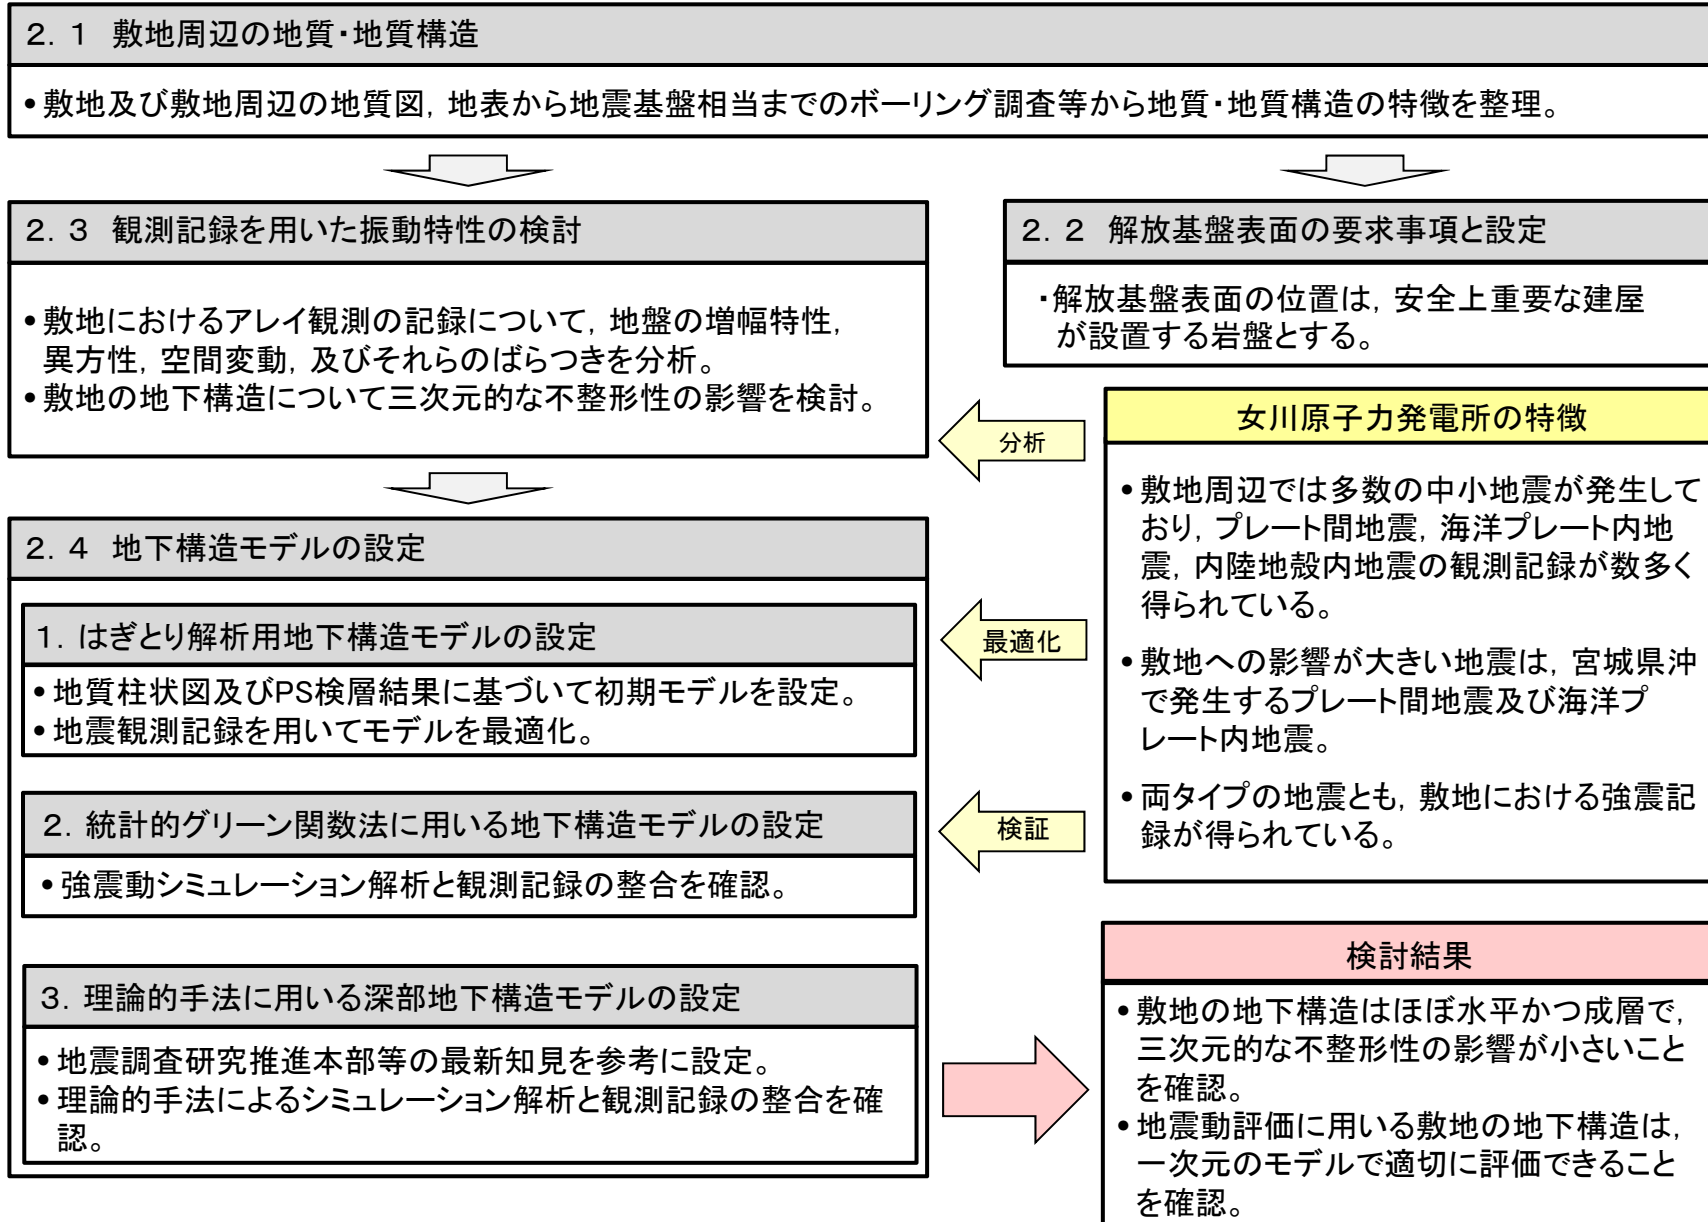 ２．１　敷地周辺の地質・地質構造
•敷地及び敷地周辺の地質図，地表から地震基盤相当までのボーリング調査等から地質・地質構造の特徴を整理。
２．３　観測記録を用いた振動特性の検討
•敷地におけるアレイ観測の記録について，地盤の増幅特性，
異方性，空間変動，及びそれらのばらつきを分析。
•敷地の地下構造について三次元的な不整形性の影響を検討。
２．２　解放基盤表面の要求事項と設定
・解放基盤表面の位置は，安全上重要な建屋
が設置する岩盤とする。
分析
女川原子力発電所の特徴
•敷地周辺では多数の中小地震が発生して
おり，プレート間地震，海洋プレート内地
震，内陸地殻内地震の観測記録が数多く
得られている。
•敷地への影響が大きい地震は，宮城県沖
で発生するプレート間地震及び海洋プ
レート内地震。
•両タイプの地震とも，敷地における強震記
録が得られている。
２．４　地下構造モデルの設定
１．はぎとり解析用地下構造モデルの設定
•地質柱状図及びPS検層結果に基づいて初期モデルを設定。
•地震観測記録を用いてモデルを最適化。
最適化
２．統計的グリーン関数法に用いる地下構造モデルの設定
•強震動シミュレーション解析と観測記録の整合を確認。
検証
３．理論的手法に用いる深部地下構造モデルの設定
•地震調査研究推進本部等の最新知見を参考に設定。
•理論的手法によるシミュレーション解析と観測記録の整合を確
認。
検討結果
•敷地の地下構造はほぼ水平かつ成層で，
三次元的な不整形性の影響が小さいこと
を確認。
•地震動評価に用いる敷地の地下構造は，
一次元のモデルで適切に評価できること
を確認。